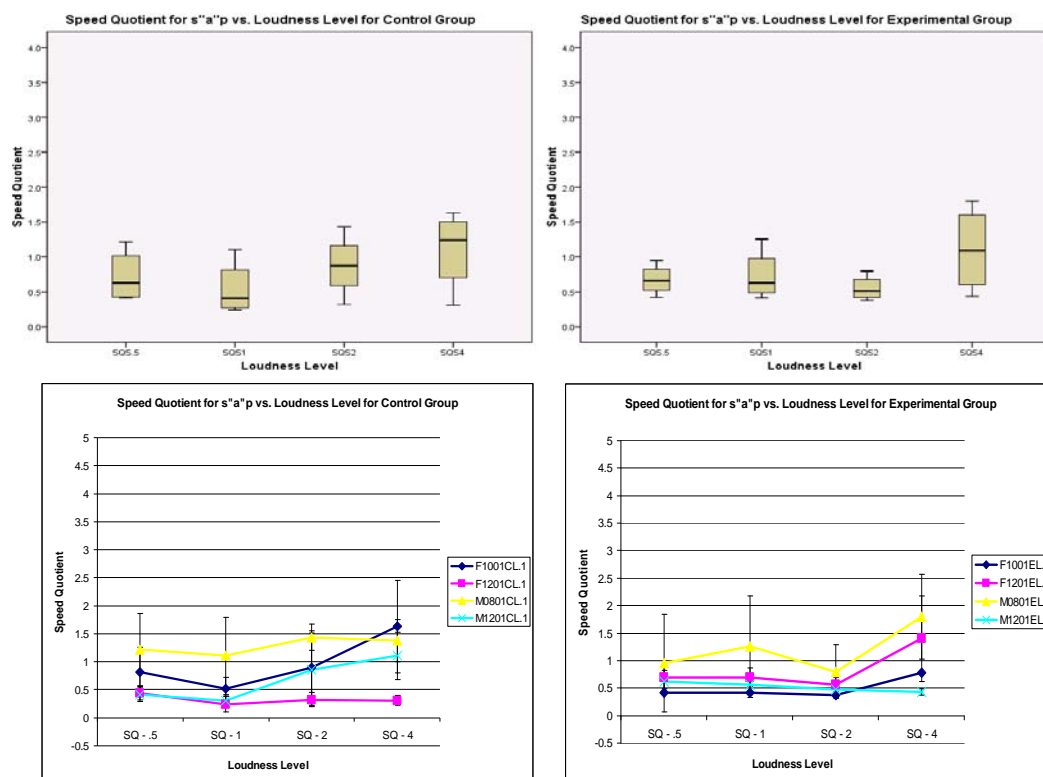 Speed Quotient for s"a"p vs. Loudness Level for Control Group
4.0
3.5
3.0
2.5
2.0
1.5
1.0
0.5
0.0
Speed Quotient
SQS.5 SQS1 SQS2 SQS4
Loudness Level
Speed Quotient for s"a"p vs. Loudness Level for Experimental Group
4.0
3.5
3.0
2.5
2.0
1.5
1.0
0.5
0.0
Speed Quotient
SQS.5 SQS1 SQS2 SQS4
Loudness Level
Speed Quotient for s"a"p vs. Loudness Level for Control Group
5
4.5
4
3.5
3
2.5
2
1.5
1
0.5
0
-0.5
Speed Quotient
SQ - .5 SQ - 1 SQ - 2 SQ - 4
Loudness Level
F1001CL.1
F1201CL.1
M0801CL.1
M1201CL.1
Speed Quotient for s"a"p vs. Loudness Level for Experimental Group
5
4.5
4
3.5
3
2.5
2
1.5
1
0.5
0
-0.5
Speed Quotient
SQ - .5 SQ - 1 SQ - 2 SQ - 4
Loudness Level
F1001EL.
F1201EL.
M0801EL.
M1201EL.